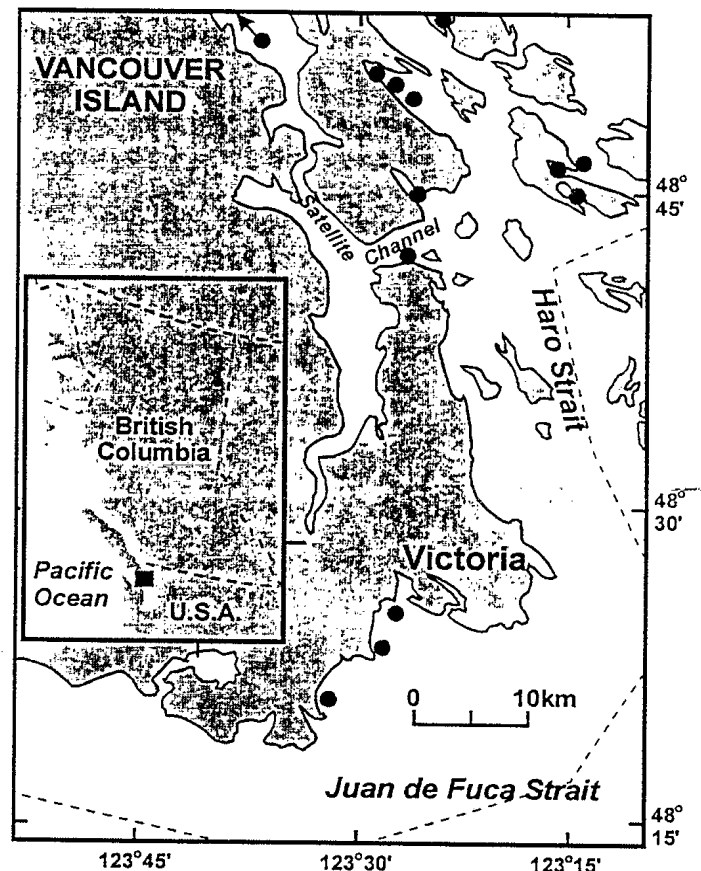 VANCOUVER
ISLAND
48°
45'
Satellite
Channel
Haro Strait
British
Columbia
48°
30'
Victoria
Pacific
Ocean
U.S.A.
0 10km
Juan de Fuca Strait
48°
15'
123°45' 123°30' 123°15'